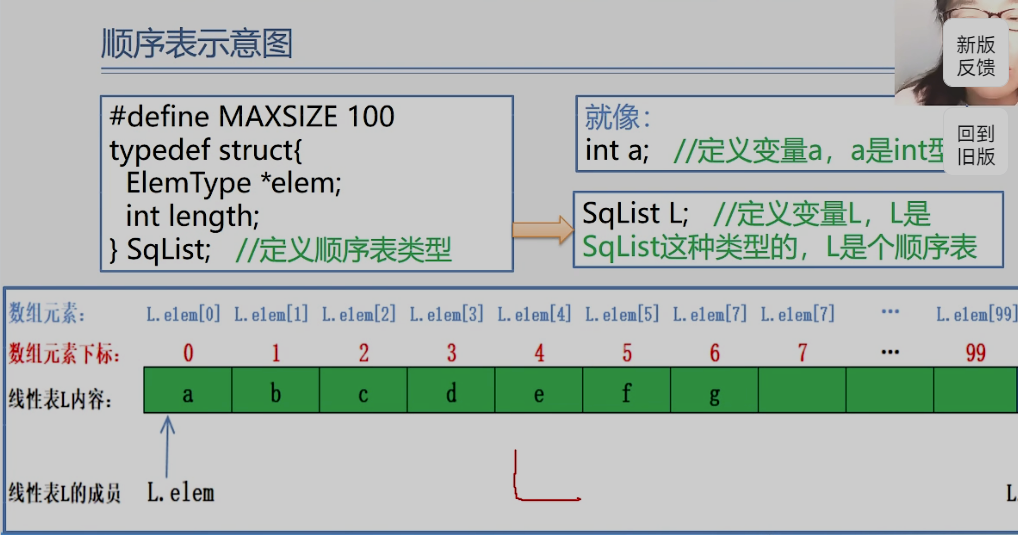 顺序表示意图
新版
反馈
回到
旧版
#define MAXSIZE 100
typedef struct{
ElemType *elem;
int length;
} SqList; //定义顺序表类型
就像：
int a; //定义变量a，a是int型
SqList L; //定义变量L，L是
SqList这种类型的，L是个顺序表
数组元素： L.elem[0] L.elem[1] L.elem[2] L.elem[3] L.elem[4] L.elem[5] L.elem[7] L.elem[7] … L.elem[99]
数组元素下标： 0 1 2 3 4 5 6 7 … 99
线性表L内容： a b c d e f g
线性表L的成员 L.elem L